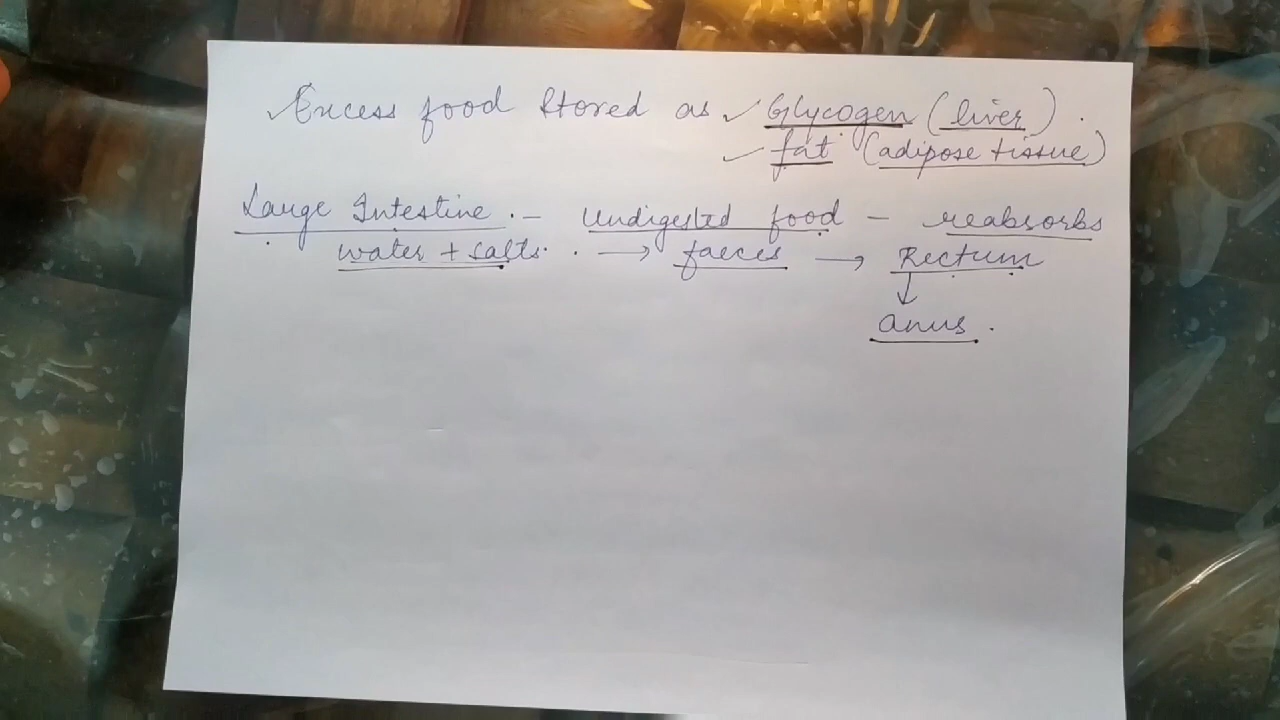 ✓ Excess food stored as ✓ Glycogen (liver).
✓ fat (adipose tissue)
Large Intestine. - Undigested food - reabsorbs
water + salts. . → faeces → Rectum
↓
anus.